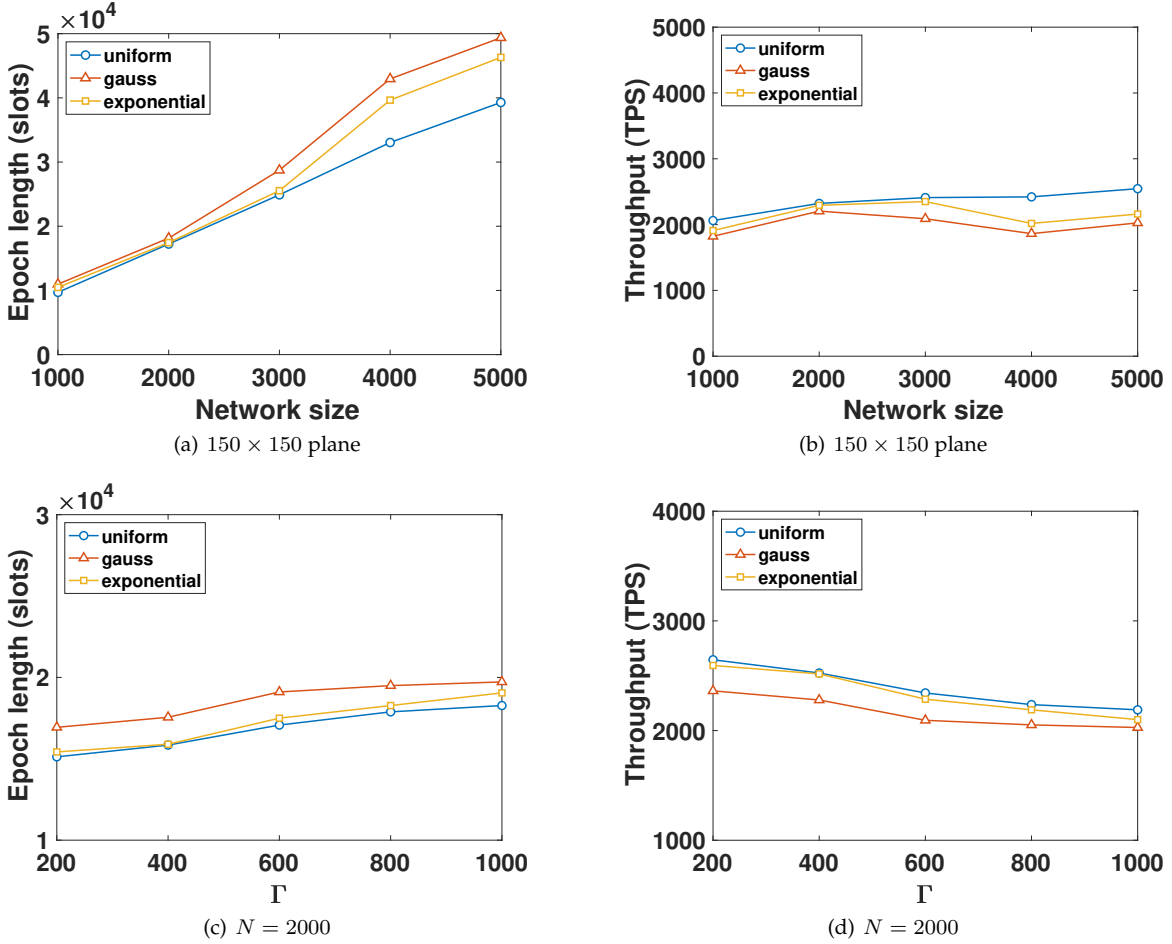 ×10⁴
5
4
3
2
1
0
Epoch length (slots)
uniform
gauss
exponential
1000 2000 3000 4000 5000
Network size
(a) 150 × 150 plane
5000
4000
3000
2000
1000
0
Throughput (TPS)
uniform
gauss
exponential
1000 2000 3000 4000 5000
Network size
(b) 150 × 150 plane
×10⁴
3
2
1
Epoch length (slots)
uniform
gauss
exponential
200 400 600 800 1000
Γ
(c) N = 2000
4000
3000
2000
1000
Throughput (TPS)
uniform
gauss
exponential
200 400 600 800 1000
Γ
(d) N = 2000